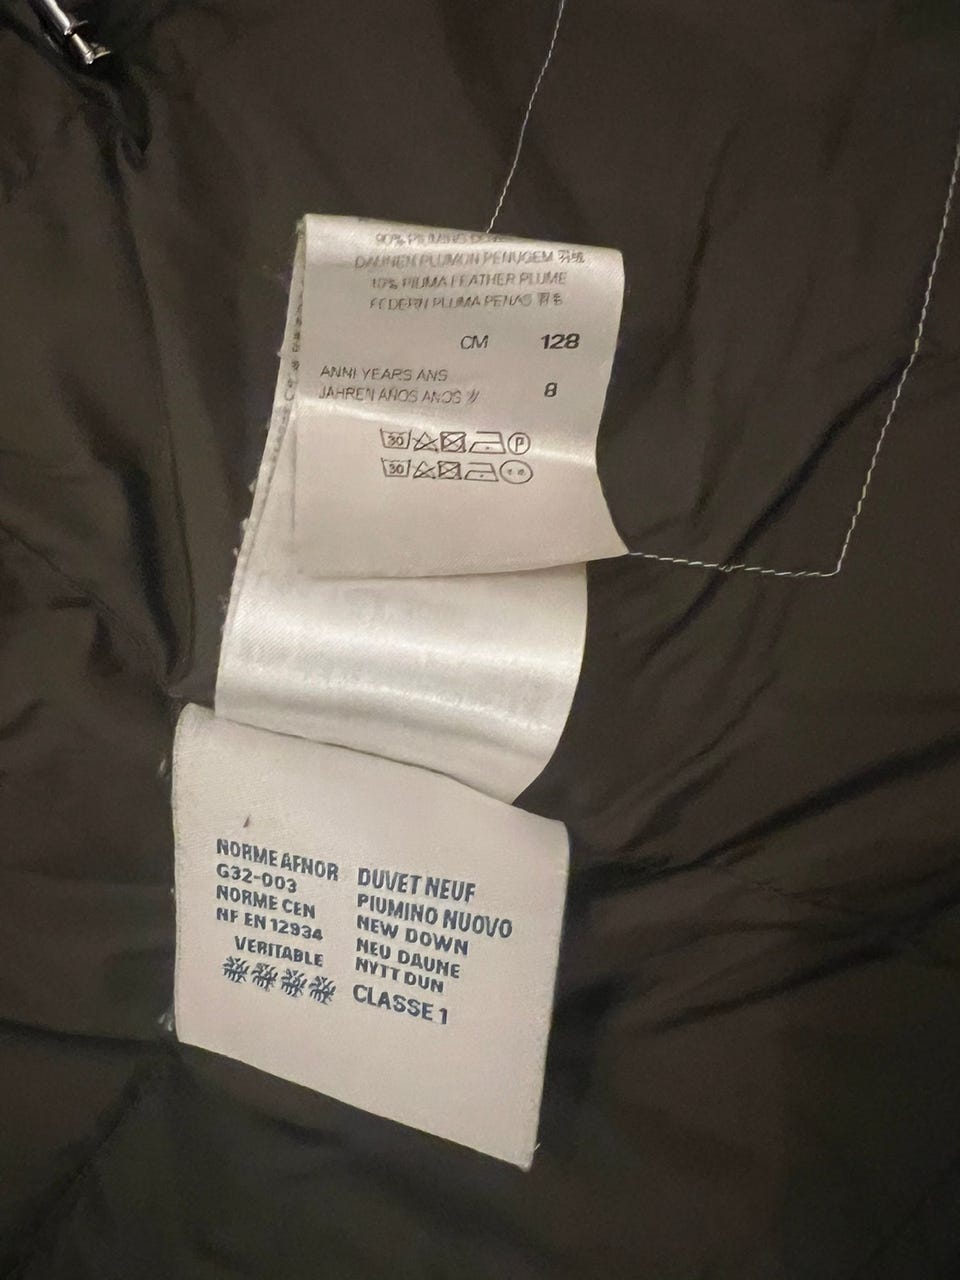 90% PIUMINO
DAUNEN PLUMON PENUGEM 羽绒
10% PIUMA FEATHER PLUME
FEDERN PLUMA PENAS 羽毛
CM 128
ANNI YEARS ANS
JAHREN AÑOS ANOS 8
30 P
30
NORME AFNOR
G32-003
NORME CEN
NF EN 12934
VERITABLE
DUVET NEUF
PIUMINO NUOVO
NEW DOWN
NEU DAUNE
NYTT DUN
CLASSE 1